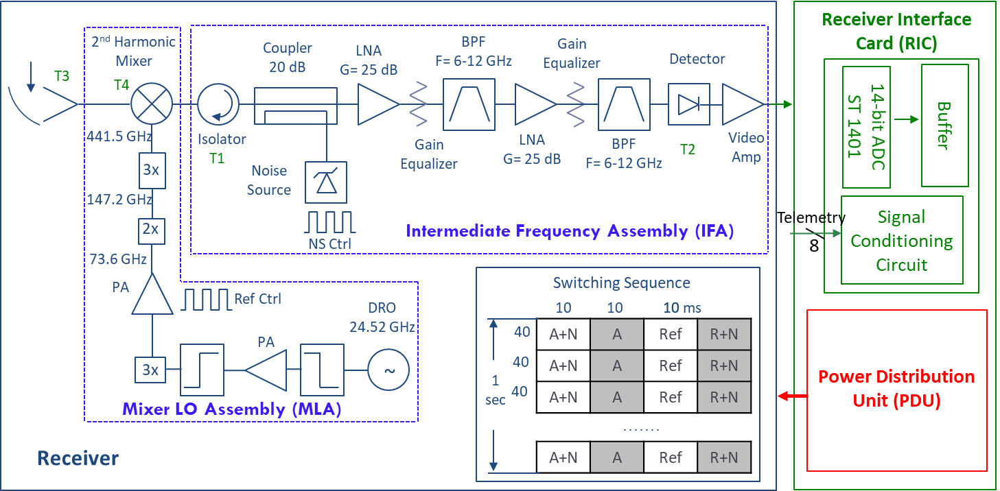 2nd Harmonic
Mixer
T3
T4
441.5 GHz
3x
147.2 GHz
2x
73.6 GHz
PA
Ref Ctrl
3x
PA
DRO
24.52 GHz
~
Mixer LO Assembly (MLA)
Receiver
Isolator
T1
Coupler
20 dB
Noise
Source
NS Ctrl
LNA
G= 25 dB
Gain
Equalizer
BPF
F= 6-12 GHz
LNA
G= 25 dB
Gain
Equalizer
BPF
F= 6-12 GHz
Detector
T2
Video
Amp
Intermediate Frequency Assembly (IFA)
Switching Sequence
10 10 10 ms
40 A+N A Ref R+N
40 A+N A Ref R+N
40 A+N A Ref R+N
.......
A+N A Ref R+N
1
sec
Receiver Interface
Card (RIC)
14-bit ADC
ST 1401
Buffer
Telemetry
8
Signal
Conditioning
Circuit
Power Distribution
Unit (PDU)